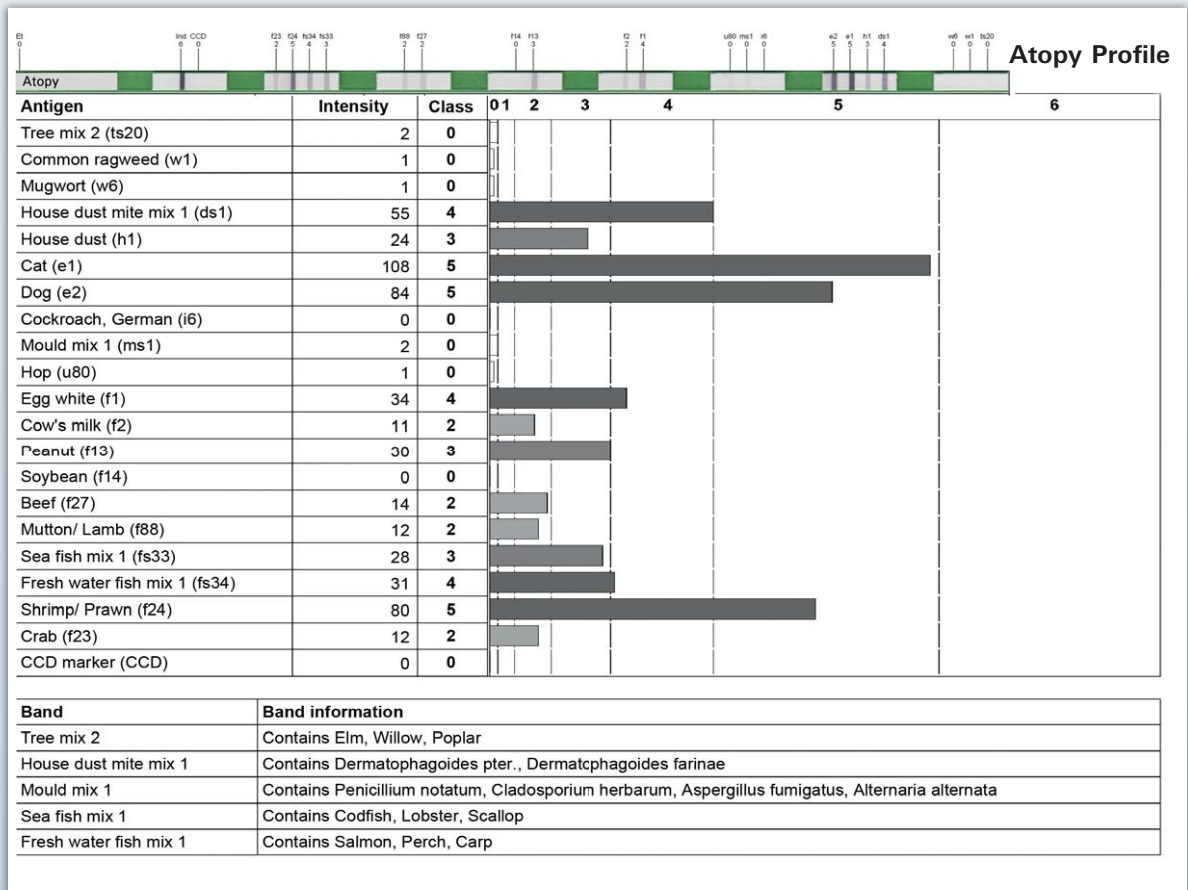 Et Ind CCD f23 f24 fs34 fs33 f88 f27 f14 f13 f2 f1 u80 ms1 i6 e2 e1 h1 ds1 w6 w1 ts20
0 6 0 2 5 4 3 2 2 0 2 2 4 0 0 0 5 5 3 4 0 0 0
Atopy Profile
Atopy
Antigen Intensity Class 0 1 2 3 4 5 6
Tree mix 2 (ts20) 2 0
Common ragweed (w1) 1 0
Mugwort (w6) 1 0
House dust mite mix 1 (ds1) 55 4
House dust (h1) 24 3
Cat (e1) 108 5
Dog (e2) 84 5
Cockroach, German (i6) 0 0
Mould mix 1 (ms1) 2 0
Hop (u80) 1 0
Egg white (f1) 34 4
Cow's milk (f2) 11 2
Peanut (f13) 30 3
Soybean (f14) 0 0
Beef (f27) 14 2
Mutton/ Lamb (f88) 12 2
Sea fish mix 1 (fs33) 28 3
Fresh water fish mix 1 (fs34) 31 4
Shrimp/ Prawn (f24) 80 5
Crab (f23) 12 2
CCD marker (CCD) 0 0
Band Band information
Tree mix 2 Contains Elm, Willow, Poplar
House dust mite mix 1 Contains Dermatophagoides pter., Dermatcphagoides farinae
Mould mix 1 Contains Penicillium notatum, Cladosporium herbarum, Aspergillus fumigatus, Alternaria alternata
Sea fish mix 1 Contains Codfish, Lobster, Scallop
Fresh water fish mix 1 Contains Salmon, Perch, Carp